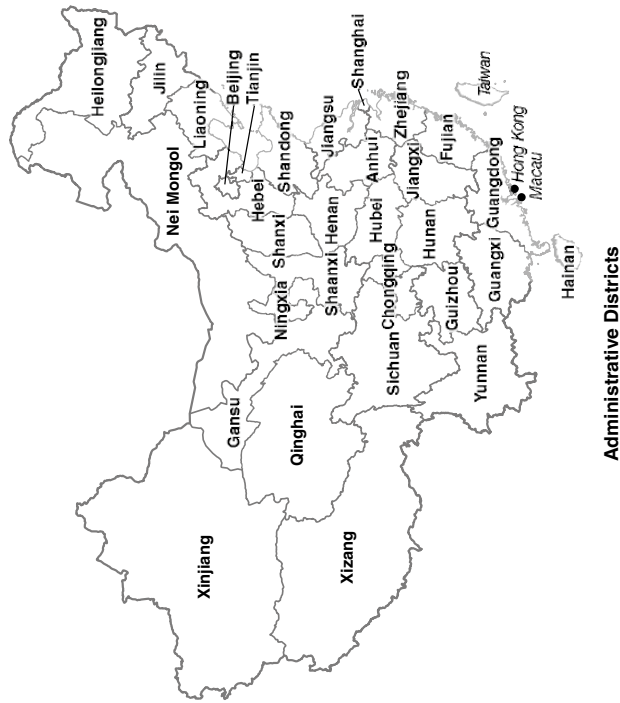 Heilongjiang
Jilin
Nei Mongol
Liaoning
Xinjiang
Gansu
Beijing
Tianjin
Hebei
Ningxia
Shanxi
Shandong
Qinghai
Shaanxi
Henan
Jiangsu
Xizang
Shanghai
Hubei
Anhui
Sichuan
Chongqing
Zhejiang
Jiangxi
Hunan
Fujian
Guizhou
Yunnan
Taiwan
Guangxi
Guangdong
Hong Kong
Macau
Hainan
Administrative Districts